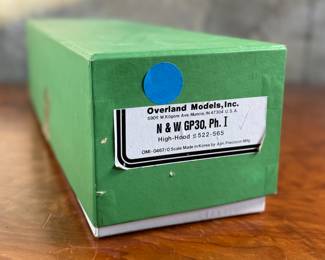 Overland Models, Inc.
5908 W. Kilgore Ave. Muncie, IN 47304 U.S.A.
N & W GP30, Ph. I
High-Hood #522-565
OMI-0467/O Scale Made in Korea by Ajin Precision Mfg.